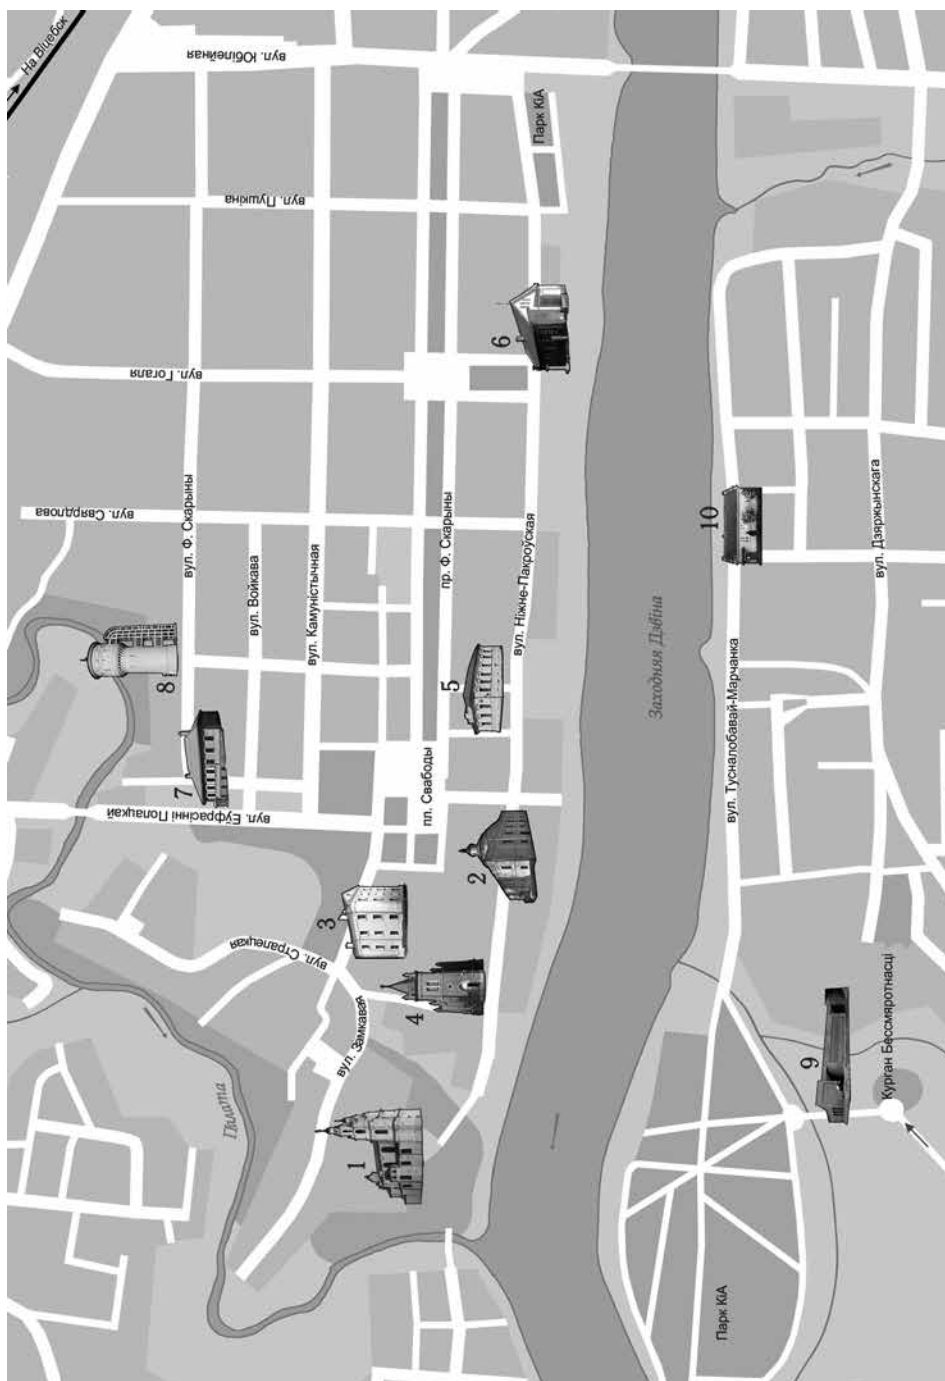 На Віцебск
вул. Юбілейная
Парк КіА
вул. Пушкіна
6
вул. Гогаля
вул. Свярдлова
вул. Ф. Скарыны
вул. Войкава
вул. Камуністычная
пр. Ф. Скарыны
вул. Ніжне-Пакроўская
10
вул. Дзяржынскага
Заходняя Дзвіна
вул. Тусналобавай-Марчанка
8
7
5
вул. Еўфрасінні Полацкай
пл. Свабоды
2
3
вул. Стралецкая
4
вул. Замкавая
Палата
1
9
Курган Бессмяротнасці
Парк КіА